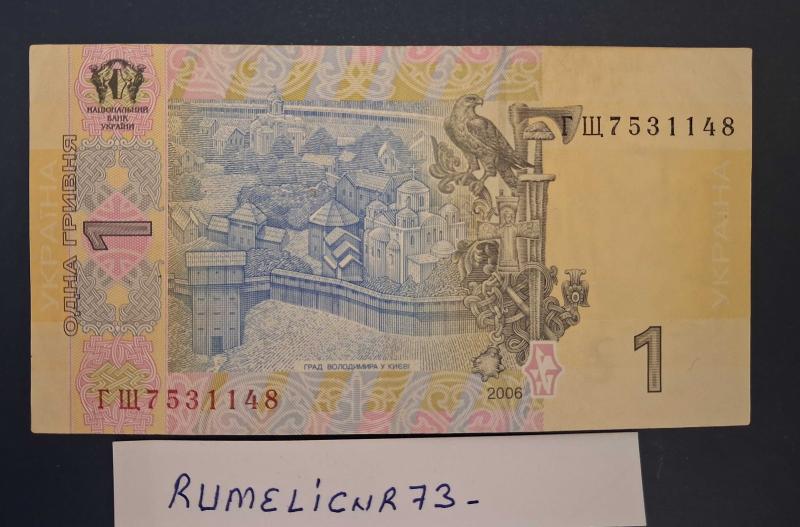 НАЦІОНАЛЬНИЙ
БАНК
УКРАЇНИ
ГЩ7531148
УКРАЇНА
ОДНА ГРИВНЯ
1
УКРАЇНА
ГРАД ВОЛОДИМИРА У КИЄВІ
1
2006
ГЩ7531148
RUMELiCNR73-